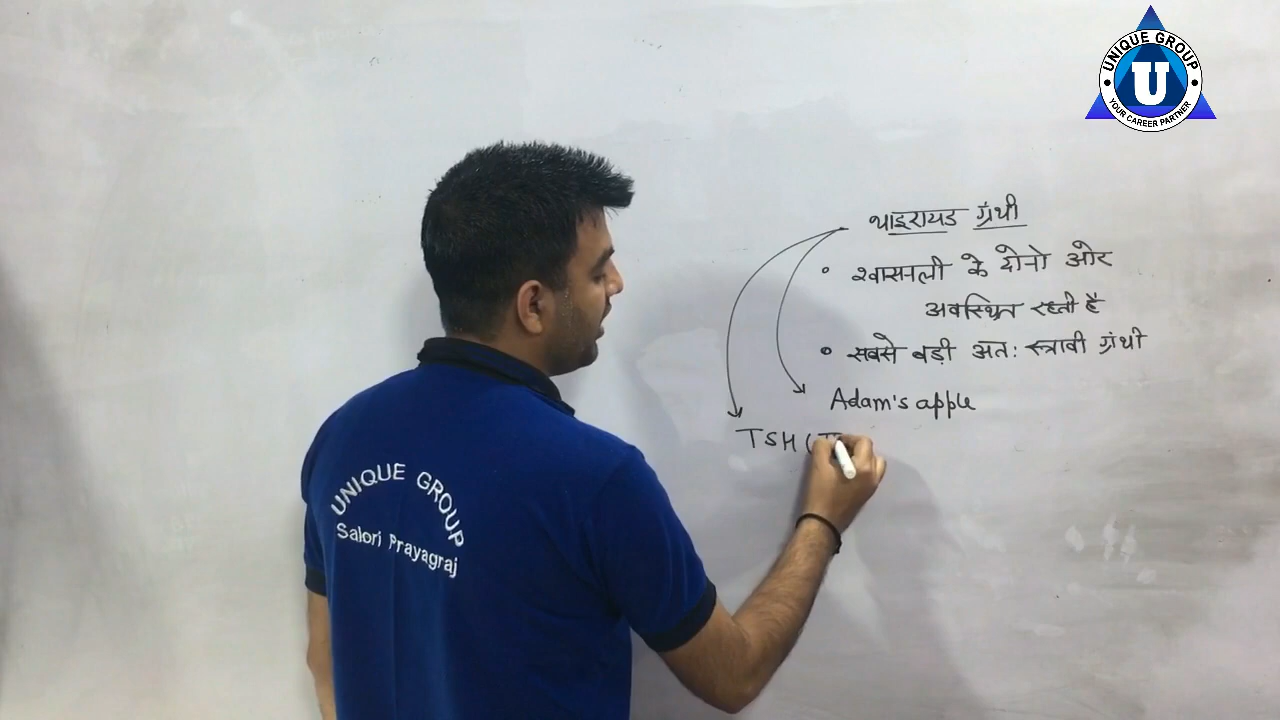 UNIQUE GROUP
U
YOUR CAREER PARTNER
थाइरायड ग्रंथी
• श्वासनली के दोनो ओर
अवस्थित रहती है
• सबसे बड़ी अतः स्त्रावी ग्रंथी
Adam's apple
TSH (T
UNIQUE GROUP
Salori Prayagraj